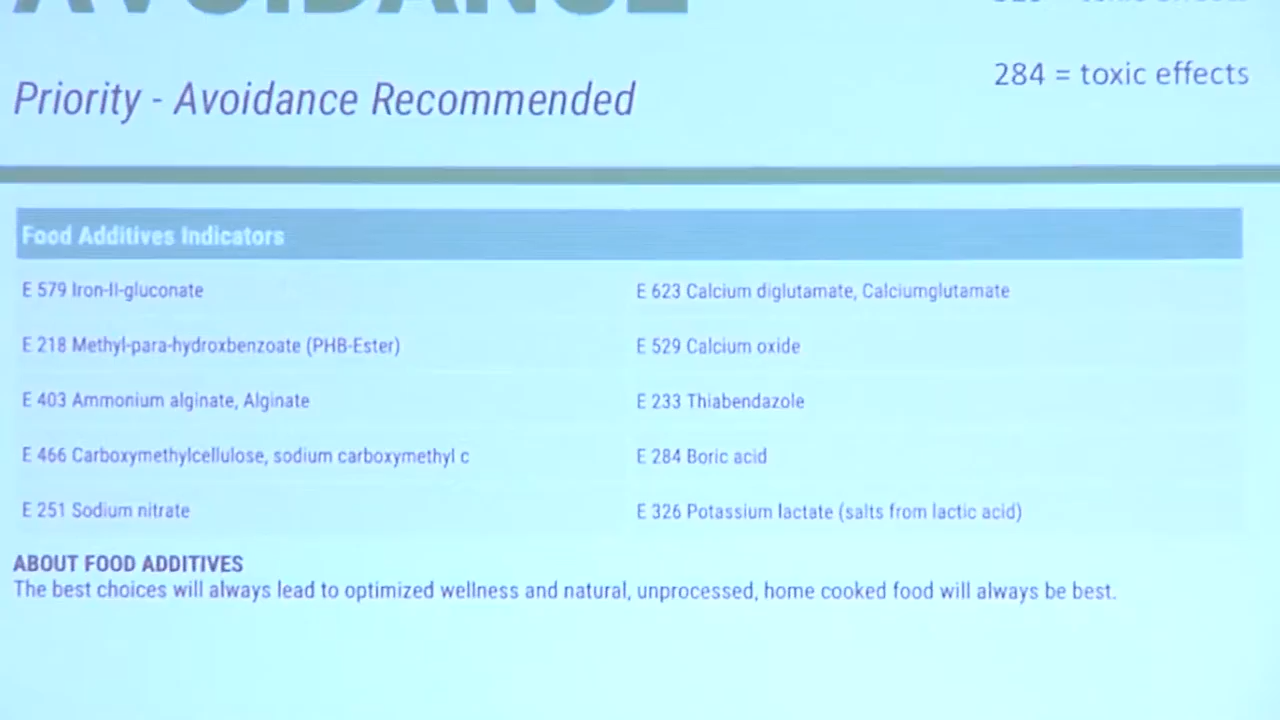 AVOIDANCE
284 = toxic effects
Priority - Avoidance Recommended
Food Additives Indicators
E 579 Iron-II-gluconate
E 623 Calcium diglutamate, Calciumglutamate
E 218 Methyl-para-hydroxbenzoate (PHB-Ester)
E 529 Calcium oxide
E 403 Ammonium alginate, Alginate
E 233 Thiabendazole
E 466 Carboxymethylcellulose, sodium carboxymethyl c
E 284 Boric acid
E 251 Sodium nitrate
E 326 Potassium lactate (salts from lactic acid)
ABOUT FOOD ADDITIVES
The best choices will always lead to optimized wellness and natural, unprocessed, home cooked food will always be best.